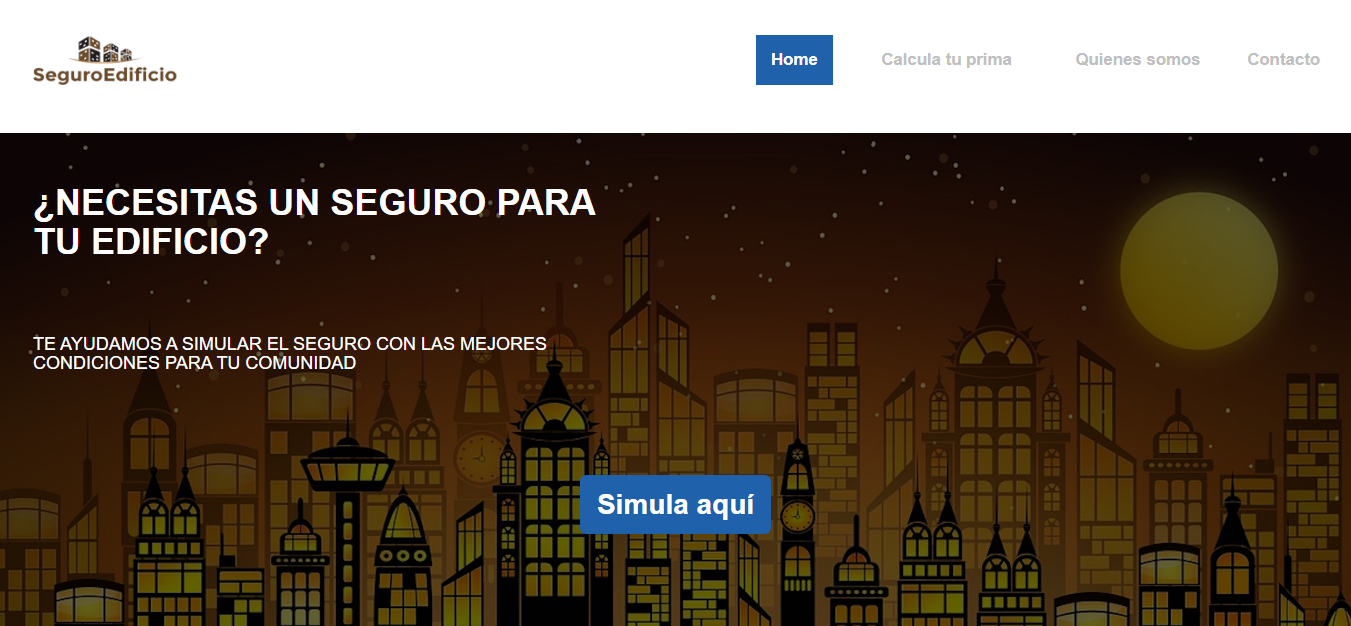 SeguroEdificio
Home
Calcula tu prima
Quienes somos
Contacto
¿NECESITAS UN SEGURO PARA
TU EDIFICIO?
TE AYUDAMOS A SIMULAR EL SEGURO CON LAS MEJORES
CONDICIONES PARA TU COMUNIDAD
Simula aquí